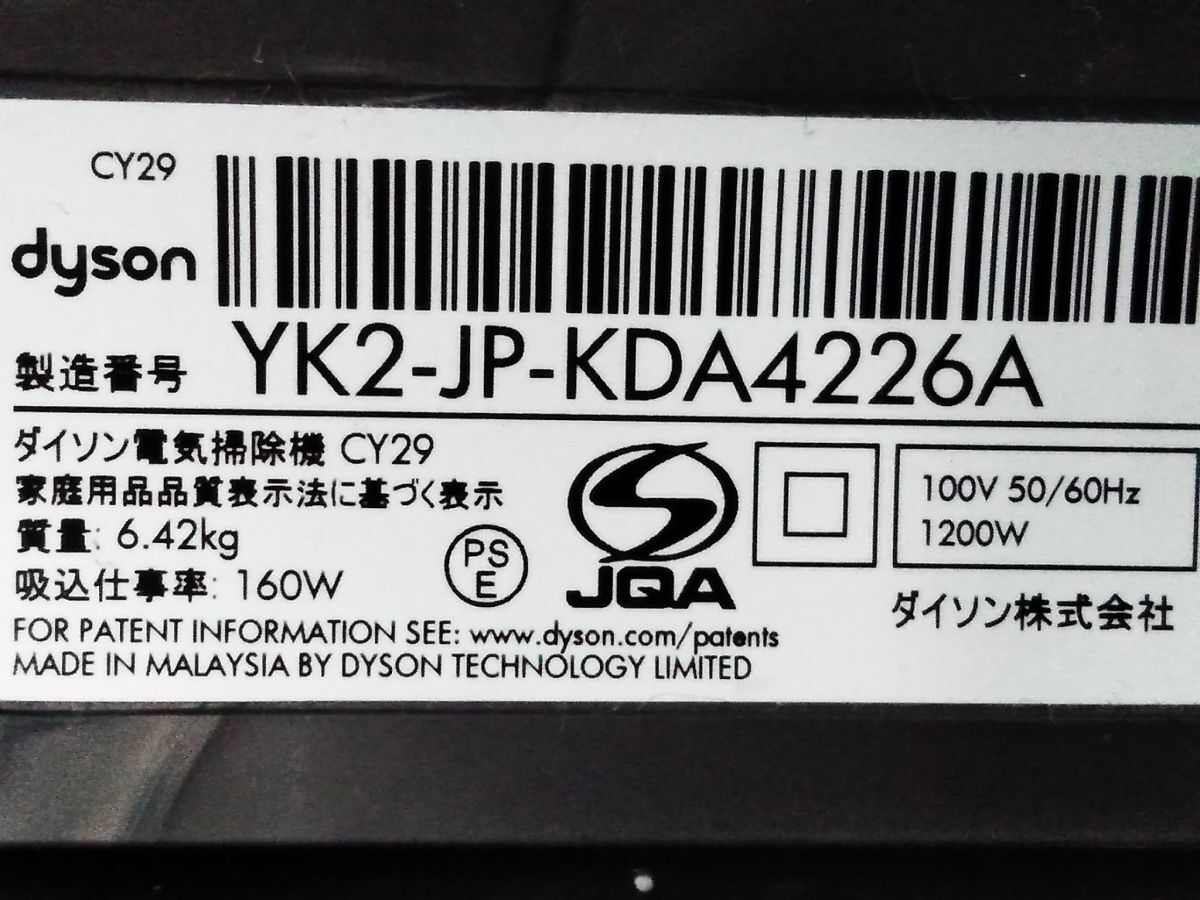 CY29
dyson
製造番号 YK2-JP-KDA4226A
ダイソン電気掃除機 CY29
家庭用品品質表示法に基づく表示
質量: 6.42kg
吸込仕事率: 160W
PS
E
JQA
100V 50/60Hz
1200W
ダイソン株式会社
FOR PATENT INFORMATION SEE: www.dyson.com/patents
MADE IN MALAYSIA BY DYSON TECHNOLOGY LIMITED